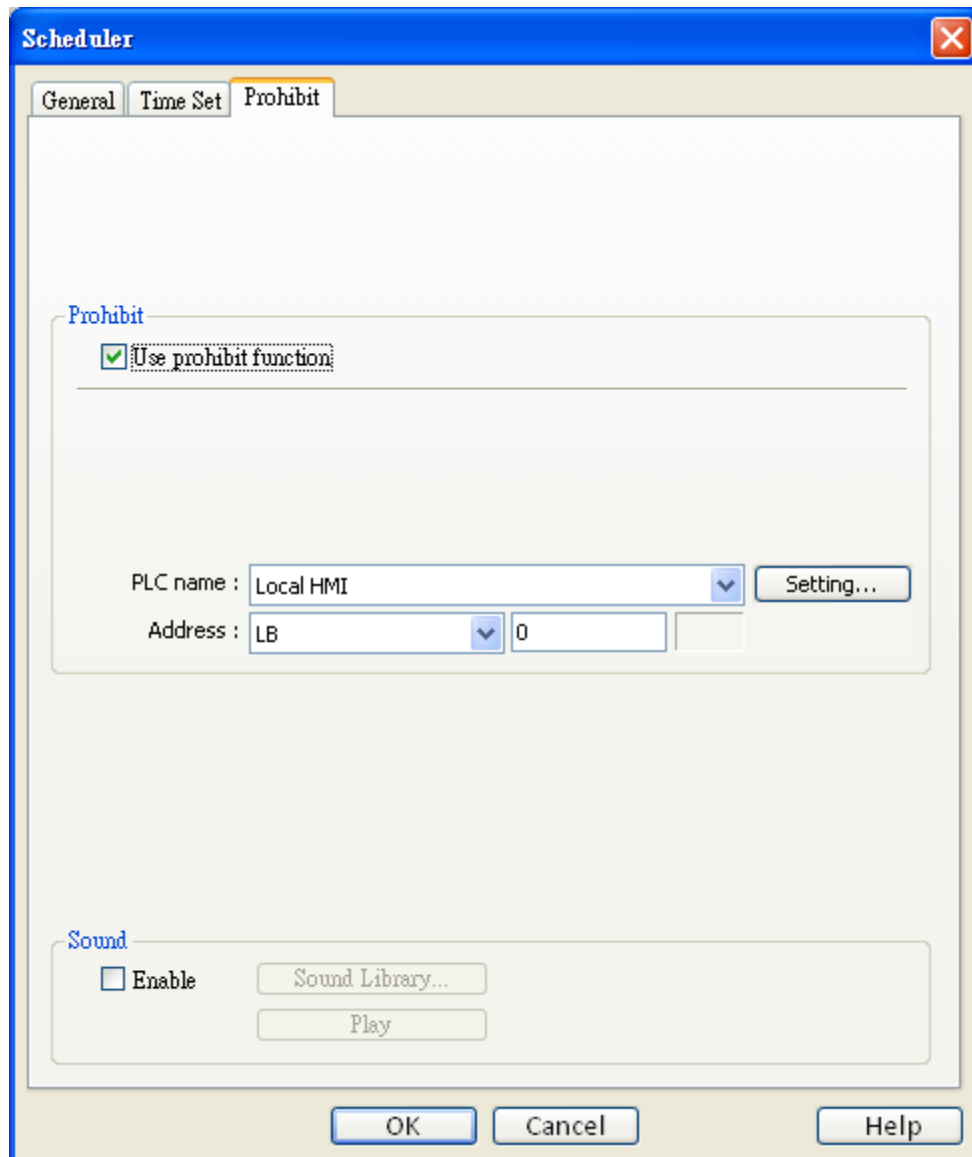 Scheduler
General Time Set Prohibit
Prohibit
Use prohibit function
PLC name : Local HMI Setting...
Address : LB 0
Sound
Enable Sound Library...
Play
OK Cancel Help